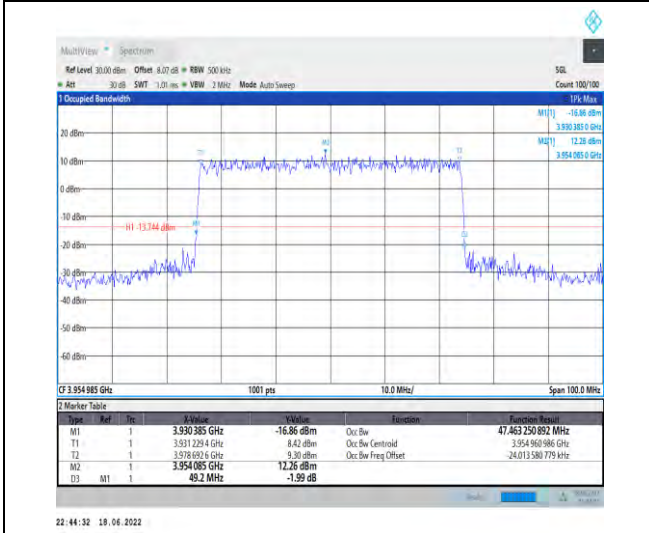 MultiView Spectrum
Ref Level 30.00 dBm Offset 8.07 dB RBW 500 kHz SGL
Att 30 dB SWT 1.01 ms VBW 2 MHz Mode Auto Sweep Count 100/100
1 Occupied Bandwidth 1Pk Max
M1[1] -16.86 dBm
3.930 385 0 GHz
M2[1] 12.26 dBm
3.954 085 0 GHz
20 dBm
M2
T1 T2
10 dBm
0 dBm
-10 dBm
M1
H1 -13.744 dBm
-20 dBm
-30 dBm
-40 dBm
-50 dBm
-60 dBm
CF 3.954 985 GHz 1001 pts 10.0 MHz/ Span 100.0 MHz
2 Marker Table
Type Ref Trc X-Value Y-Value Function Function Result
M1 1 3.930 385 GHz -16.86 dBm Occ Bw 47.463 250 892 MHz
T1 1 3.931 229 4 GHz 8.42 dBm Occ Bw Centroid 3.954 960 986 GHz
T2 1 3.978 692 6 GHz 9.30 dBm Occ Bw Freq Offset -24.013 580 779 kHz
M2 1 3.954 085 GHz 12.26 dBm
D3 M1 1 49.2 MHz -1.99 dB
22:44:32 18.06.2022